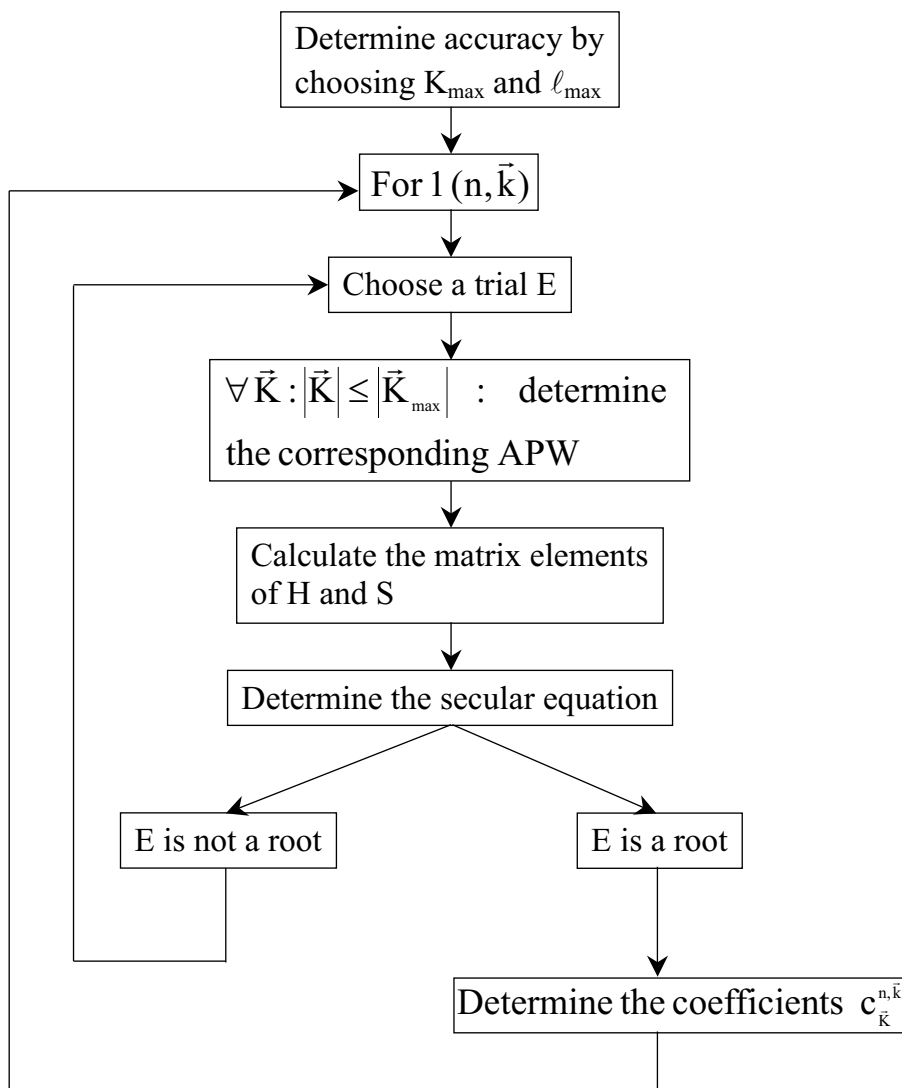 Determine accuracy by
choosing K_max and ℓ_max
For 1 (n, k⃗)
Choose a trial E
∀ K⃗ : |K⃗| ≤ |K⃗_max| : determine
the corresponding APW
Calculate the matrix elements
of H and S
Determine the secular equation
E is not a root
E is a root
Determine the coefficients c_K⃗^n,k⃗